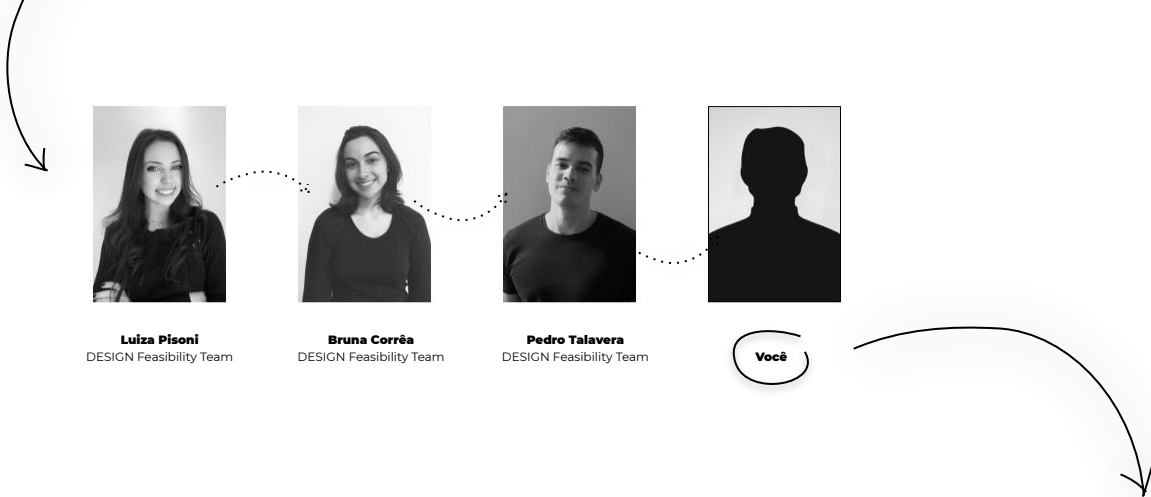 Luiza Pisoni
DESIGN Feasibility Team
Bruna Corrêa
DESIGN Feasibility Team
Pedro Talavera
DESIGN Feasibility Team
Você